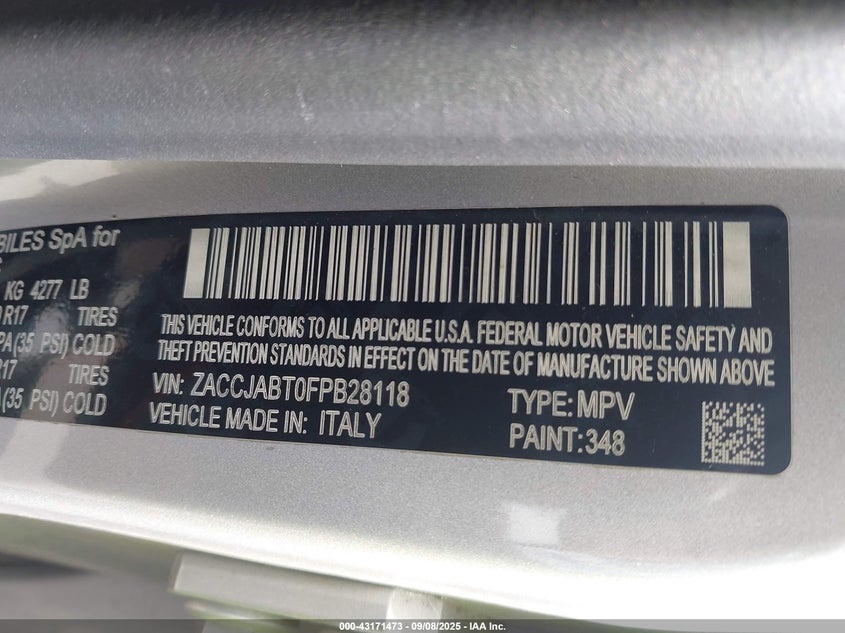 BILES SpA for
KG 4277 LB
R17 TIRES
PA (35 PSI) COLD
R17 TIRES
(35 PSI) COLD
THIS VEHICLE CONFORMS TO ALL APPLICABLE U.S.A. FEDERAL MOTOR VEHICLE SAFETY AND
THEFT PREVENTION STANDARDS IN EFFECT ON THE DATE OF MANUFACTURE SHOWN ABOVE
VIN: ZACCJABT0FPB28118 TYPE: MPV
VEHICLE MADE IN: ITALY PAINT: 348
000-43171473 - 09/08/2025 - IAA Inc.